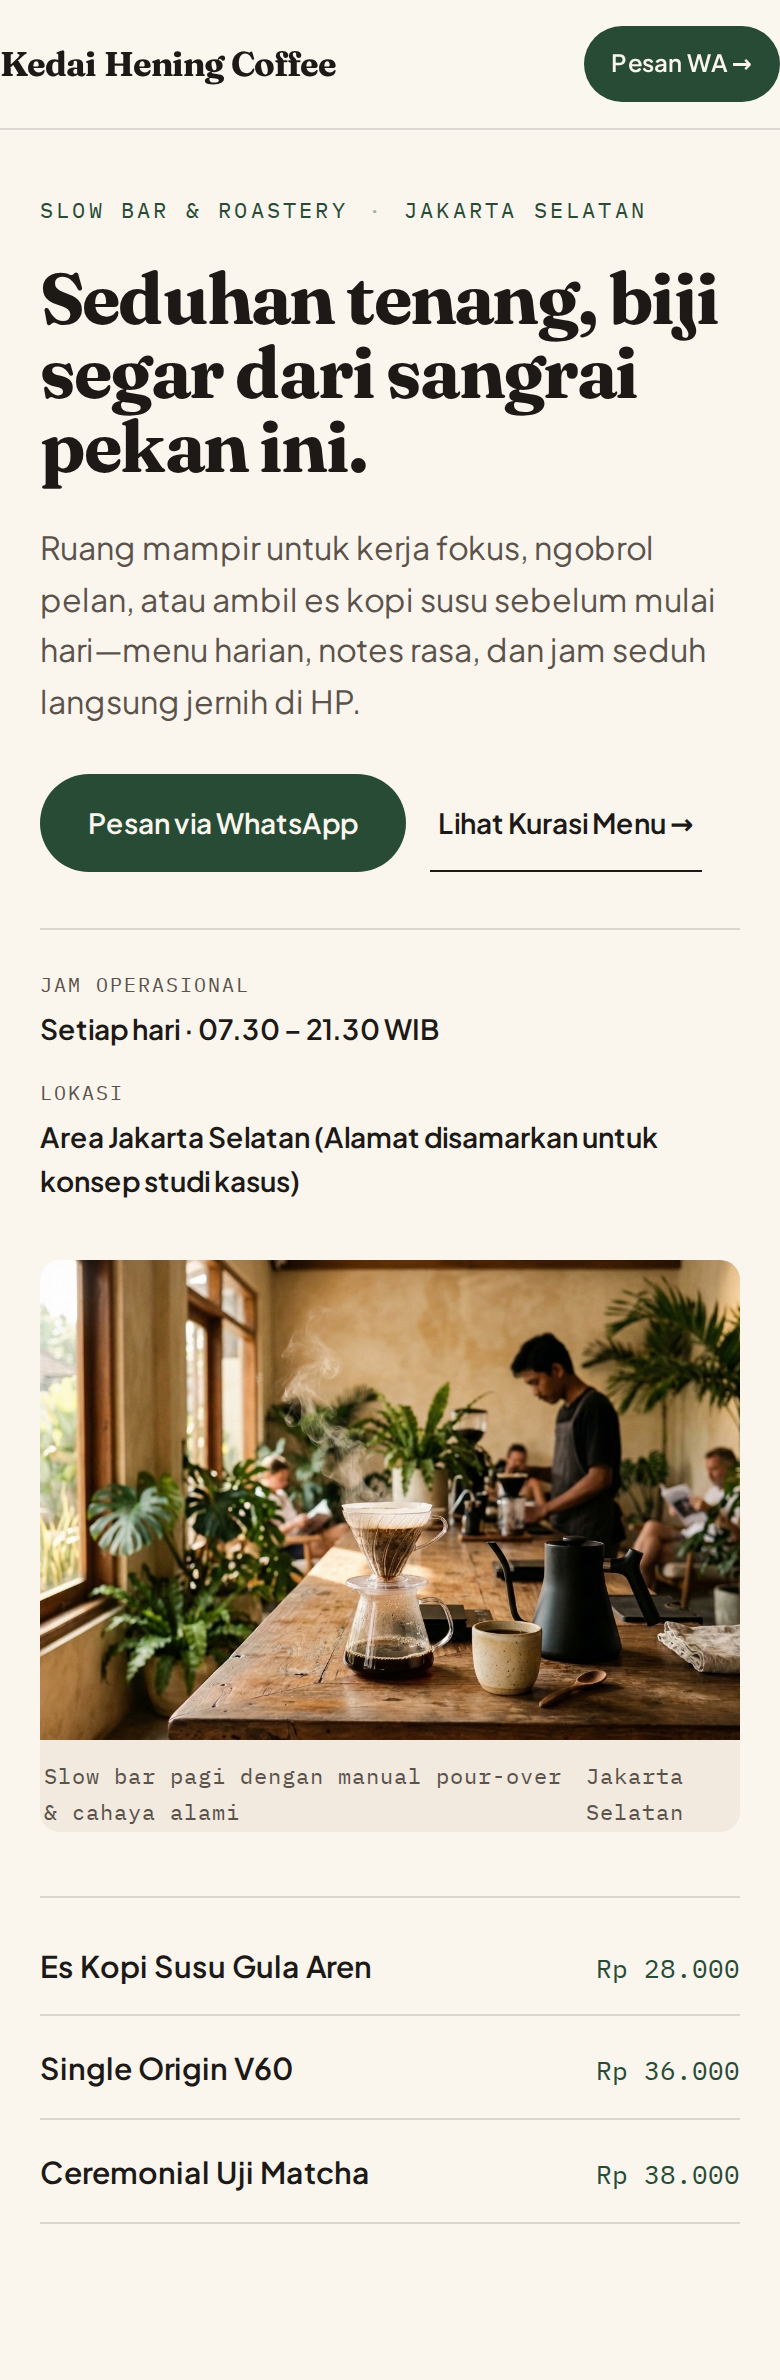 Kedai Hening Coffee
Pesan WA →
SLOW BAR & ROASTERY · JAKARTA SELATAN
Seduhan tenang, biji
segar dari sangrai
pekan ini.
Ruang mampir untuk kerja fokus, ngobrol
pelan, atau ambil es kopi susu sebelum mulai
hari—menu harian, notes rasa, dan jam seduh
langsung jernih di HP.
Pesan via WhatsApp
Lihat Kurasi Menu →
JAM OPERASIONAL
Setiap hari · 07.30 – 21.30 WIB
LOKASI
Area Jakarta Selatan (Alamat disamarkan untuk
konsep studi kasus)
Slow bar pagi dengan manual pour-over
& cahaya alami
Jakarta
Selatan
Es Kopi Susu Gula Aren
Rp 28.000
Single Origin V60
Rp 36.000
Ceremonial Uji Matcha
Rp 38.000